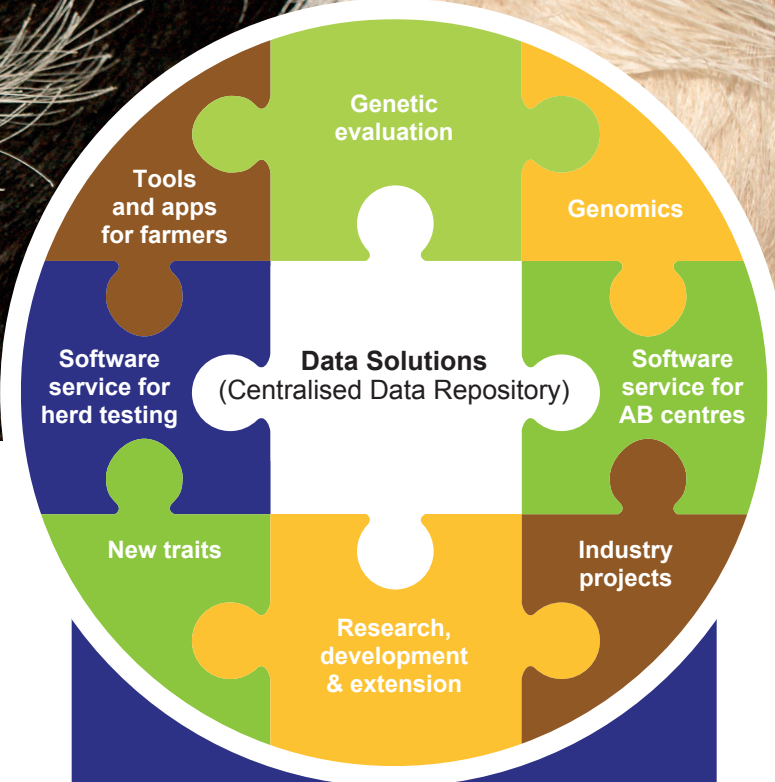 Genetic
evaluation
Tools
and apps
for farmers
Genomics
Software
service for
herd testing
Data Solutions
(Centralised Data Repository)
Software
service for
AB centres
New traits
Industry
projects
Research,
development
& extension